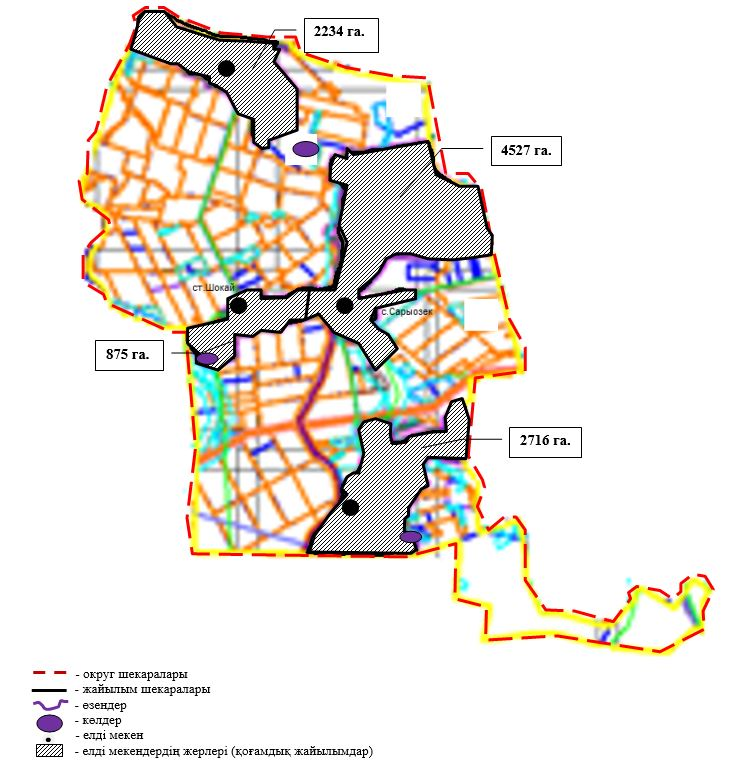 2234 га.
4527 га.
ст.Шокай
с.Сарыозек
875 га.
2716 га.
- округ шекаралары
- жайылым шекаралары
- өзендер
- көлдер
- елді мекен
- елді мекендердің жерлері (қоғамдық жайылымдар)